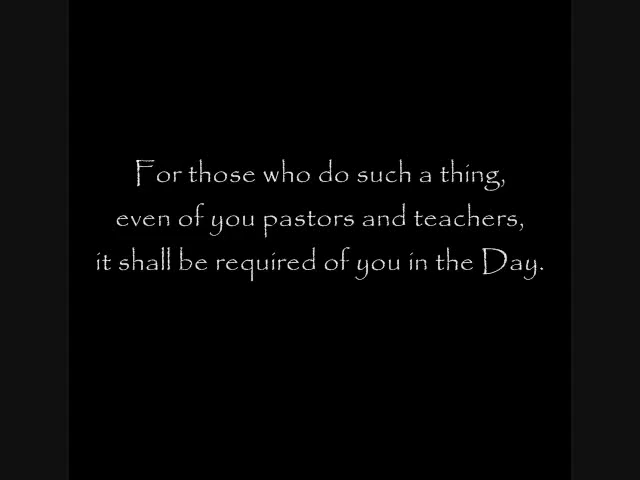 For those who do such a thing,
even of you pastors and teachers,
it shall be required of you in the Day.